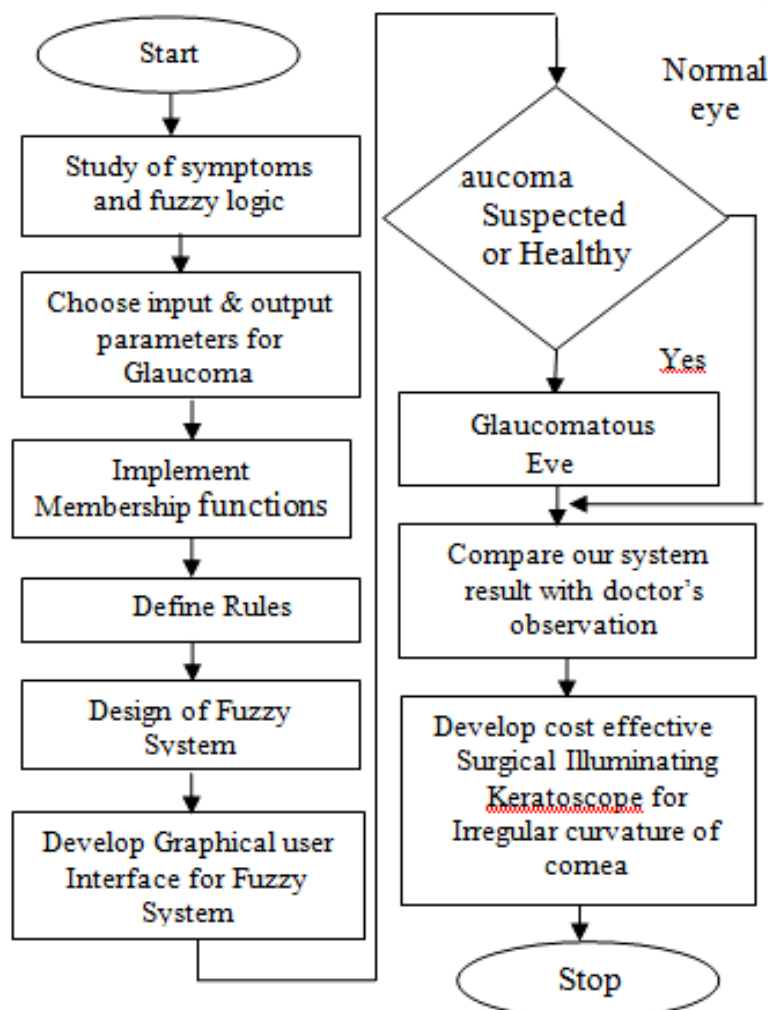 Start
Study of symptoms
and fuzzy logic
Choose input & output
parameters for
Glaucoma
Implement
Membership functions
Define Rules
Design of Fuzzy
System
Develop Graphical user
Interface for Fuzzy
System
Normal
eye
aucoma
Suspected
or Healthy
Yes
Glaucomatous
Eye
Compare our system
result with doctor's
observation
Develop cost effective
Surgical Illuminating
Keratoscope for
Irregular curvature of
cornea
Stop